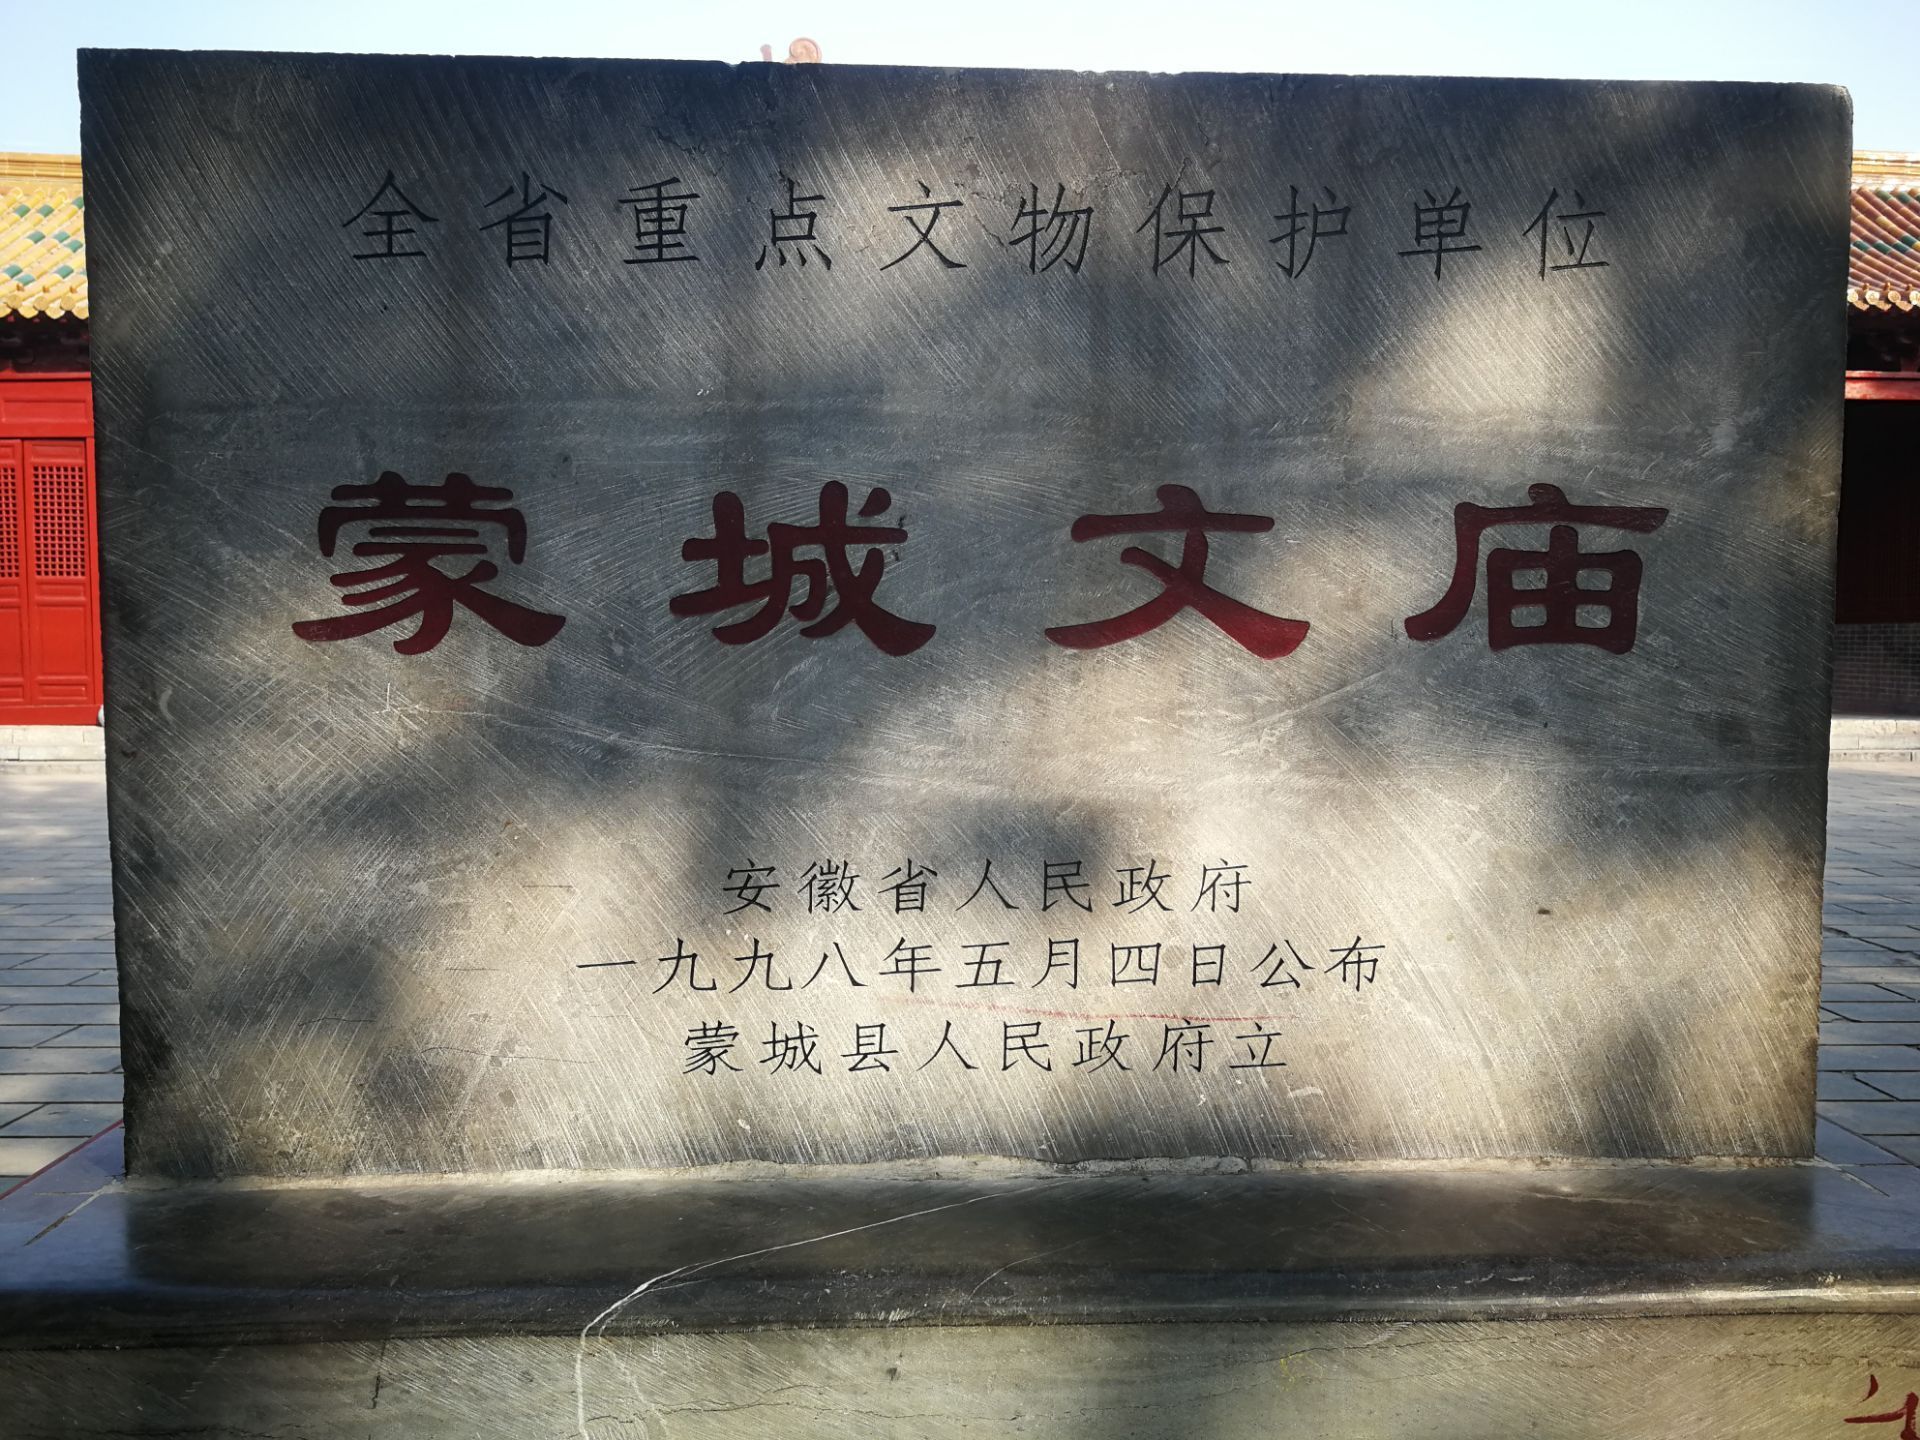 全省重点文物保护单位
蒙城文庙
安徽省人民政府
一九九八年五月四日公布
蒙城县人民政府立